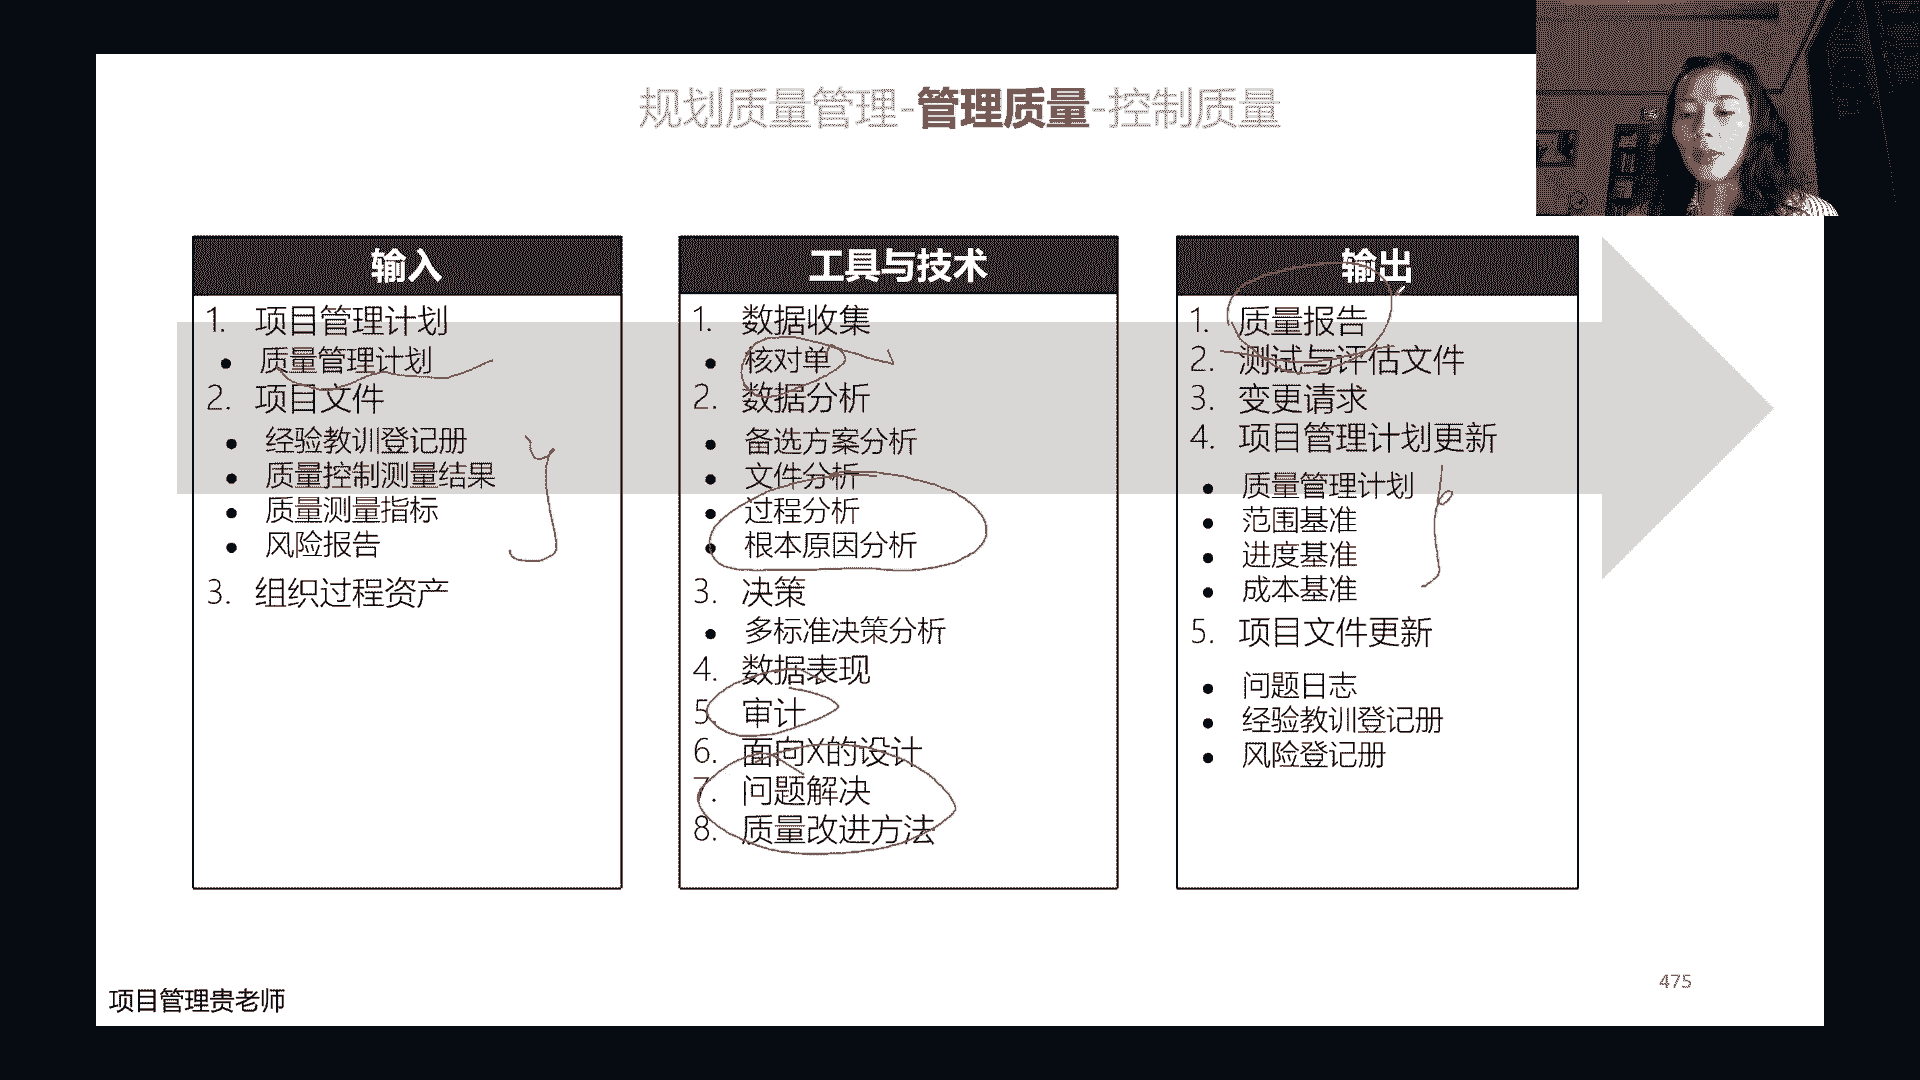 规划质量管理-管理质量-控制质量
输入
1. 项目管理计划
• 质量管理计划
2. 项目文件
• 经验教训登记册
• 质量控制测量结果
• 质量测量指标
• 风险报告
3. 组织过程资产
工具与技术
1. 数据收集
• 核对单
2. 数据分析
• 备选方案分析
• 文件分析
• 过程分析
• 根本原因分析
3. 决策
• 多标准决策分析
4. 数据表现
5. 审计
6. 面向X的设计
7. 问题解决
8. 质量改进方法
输出
1. 质量报告
2. 测试与评估文件
3. 变更请求
4. 项目管理计划更新
• 质量管理计划
• 范围基准
• 进度基准
• 成本基准
5. 项目文件更新
• 问题日志
• 经验教训登记册
• 风险登记册
475
项目管理贵老师